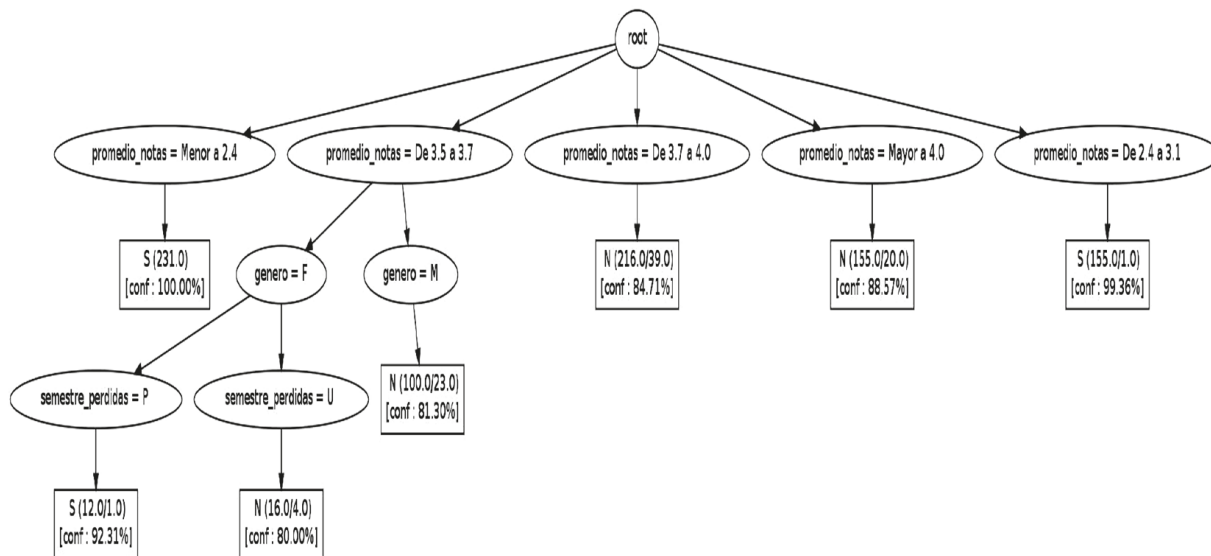 root
promedio_notas = Menor a 2.4
promedio_notas = De 3.5 a 3.7
promedio_notas = De 3.7 a 4.0
promedio_notas = Mayor a 4.0
promedio_notas = De 2.4 a 3.1
S (231.0)
[conf : 100.00%]
genero = F
genero = M
N (216.0/39.0)
[conf : 84.71%]
N (155.0/20.0)
[conf : 88.57%]
S (155.0/1.0)
[conf : 99.36%]
semestre_perdidas = P
semestre_perdidas = U
N (100.0/23.0)
[conf : 81.30%]
S (12.0/1.0)
[conf : 92.31%]
N (16.0/4.0)
[conf : 80.00%]